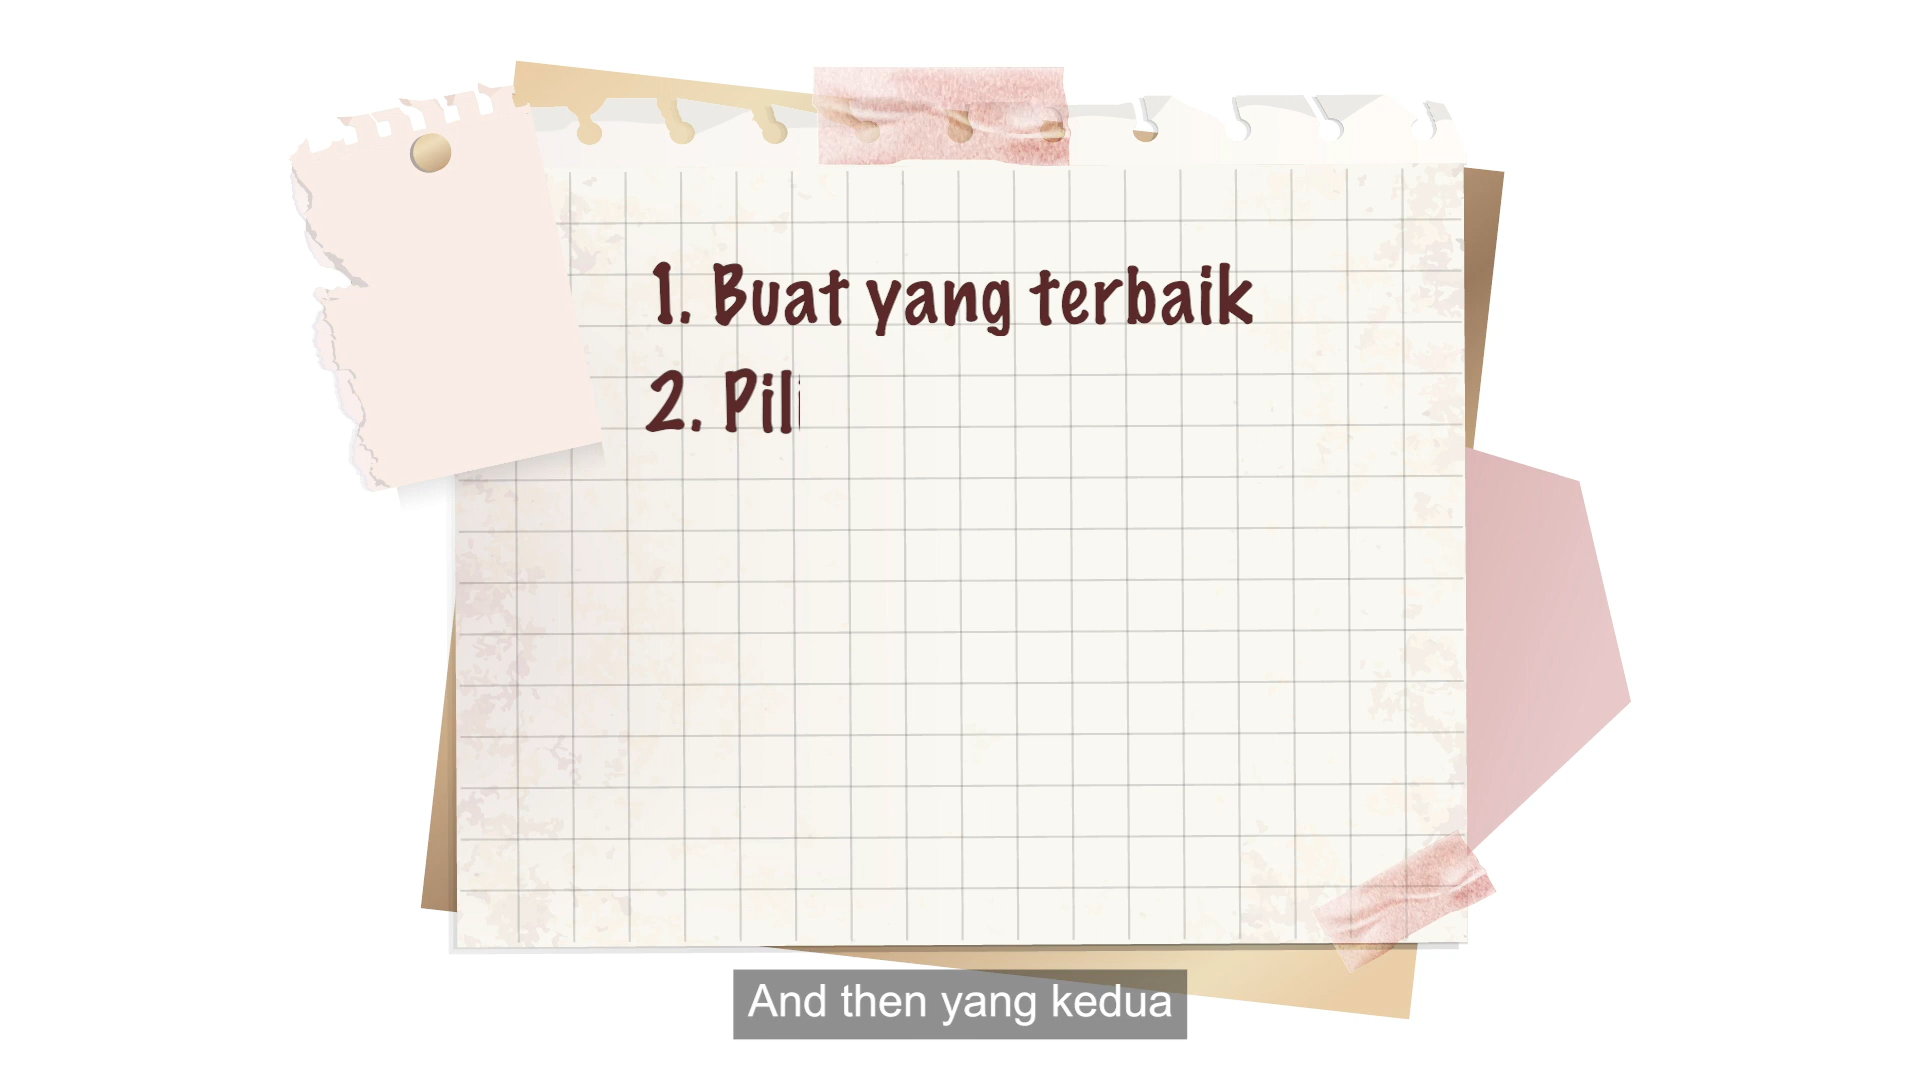 1. Buat yang terbaik
2. Pili
And then yang kedua